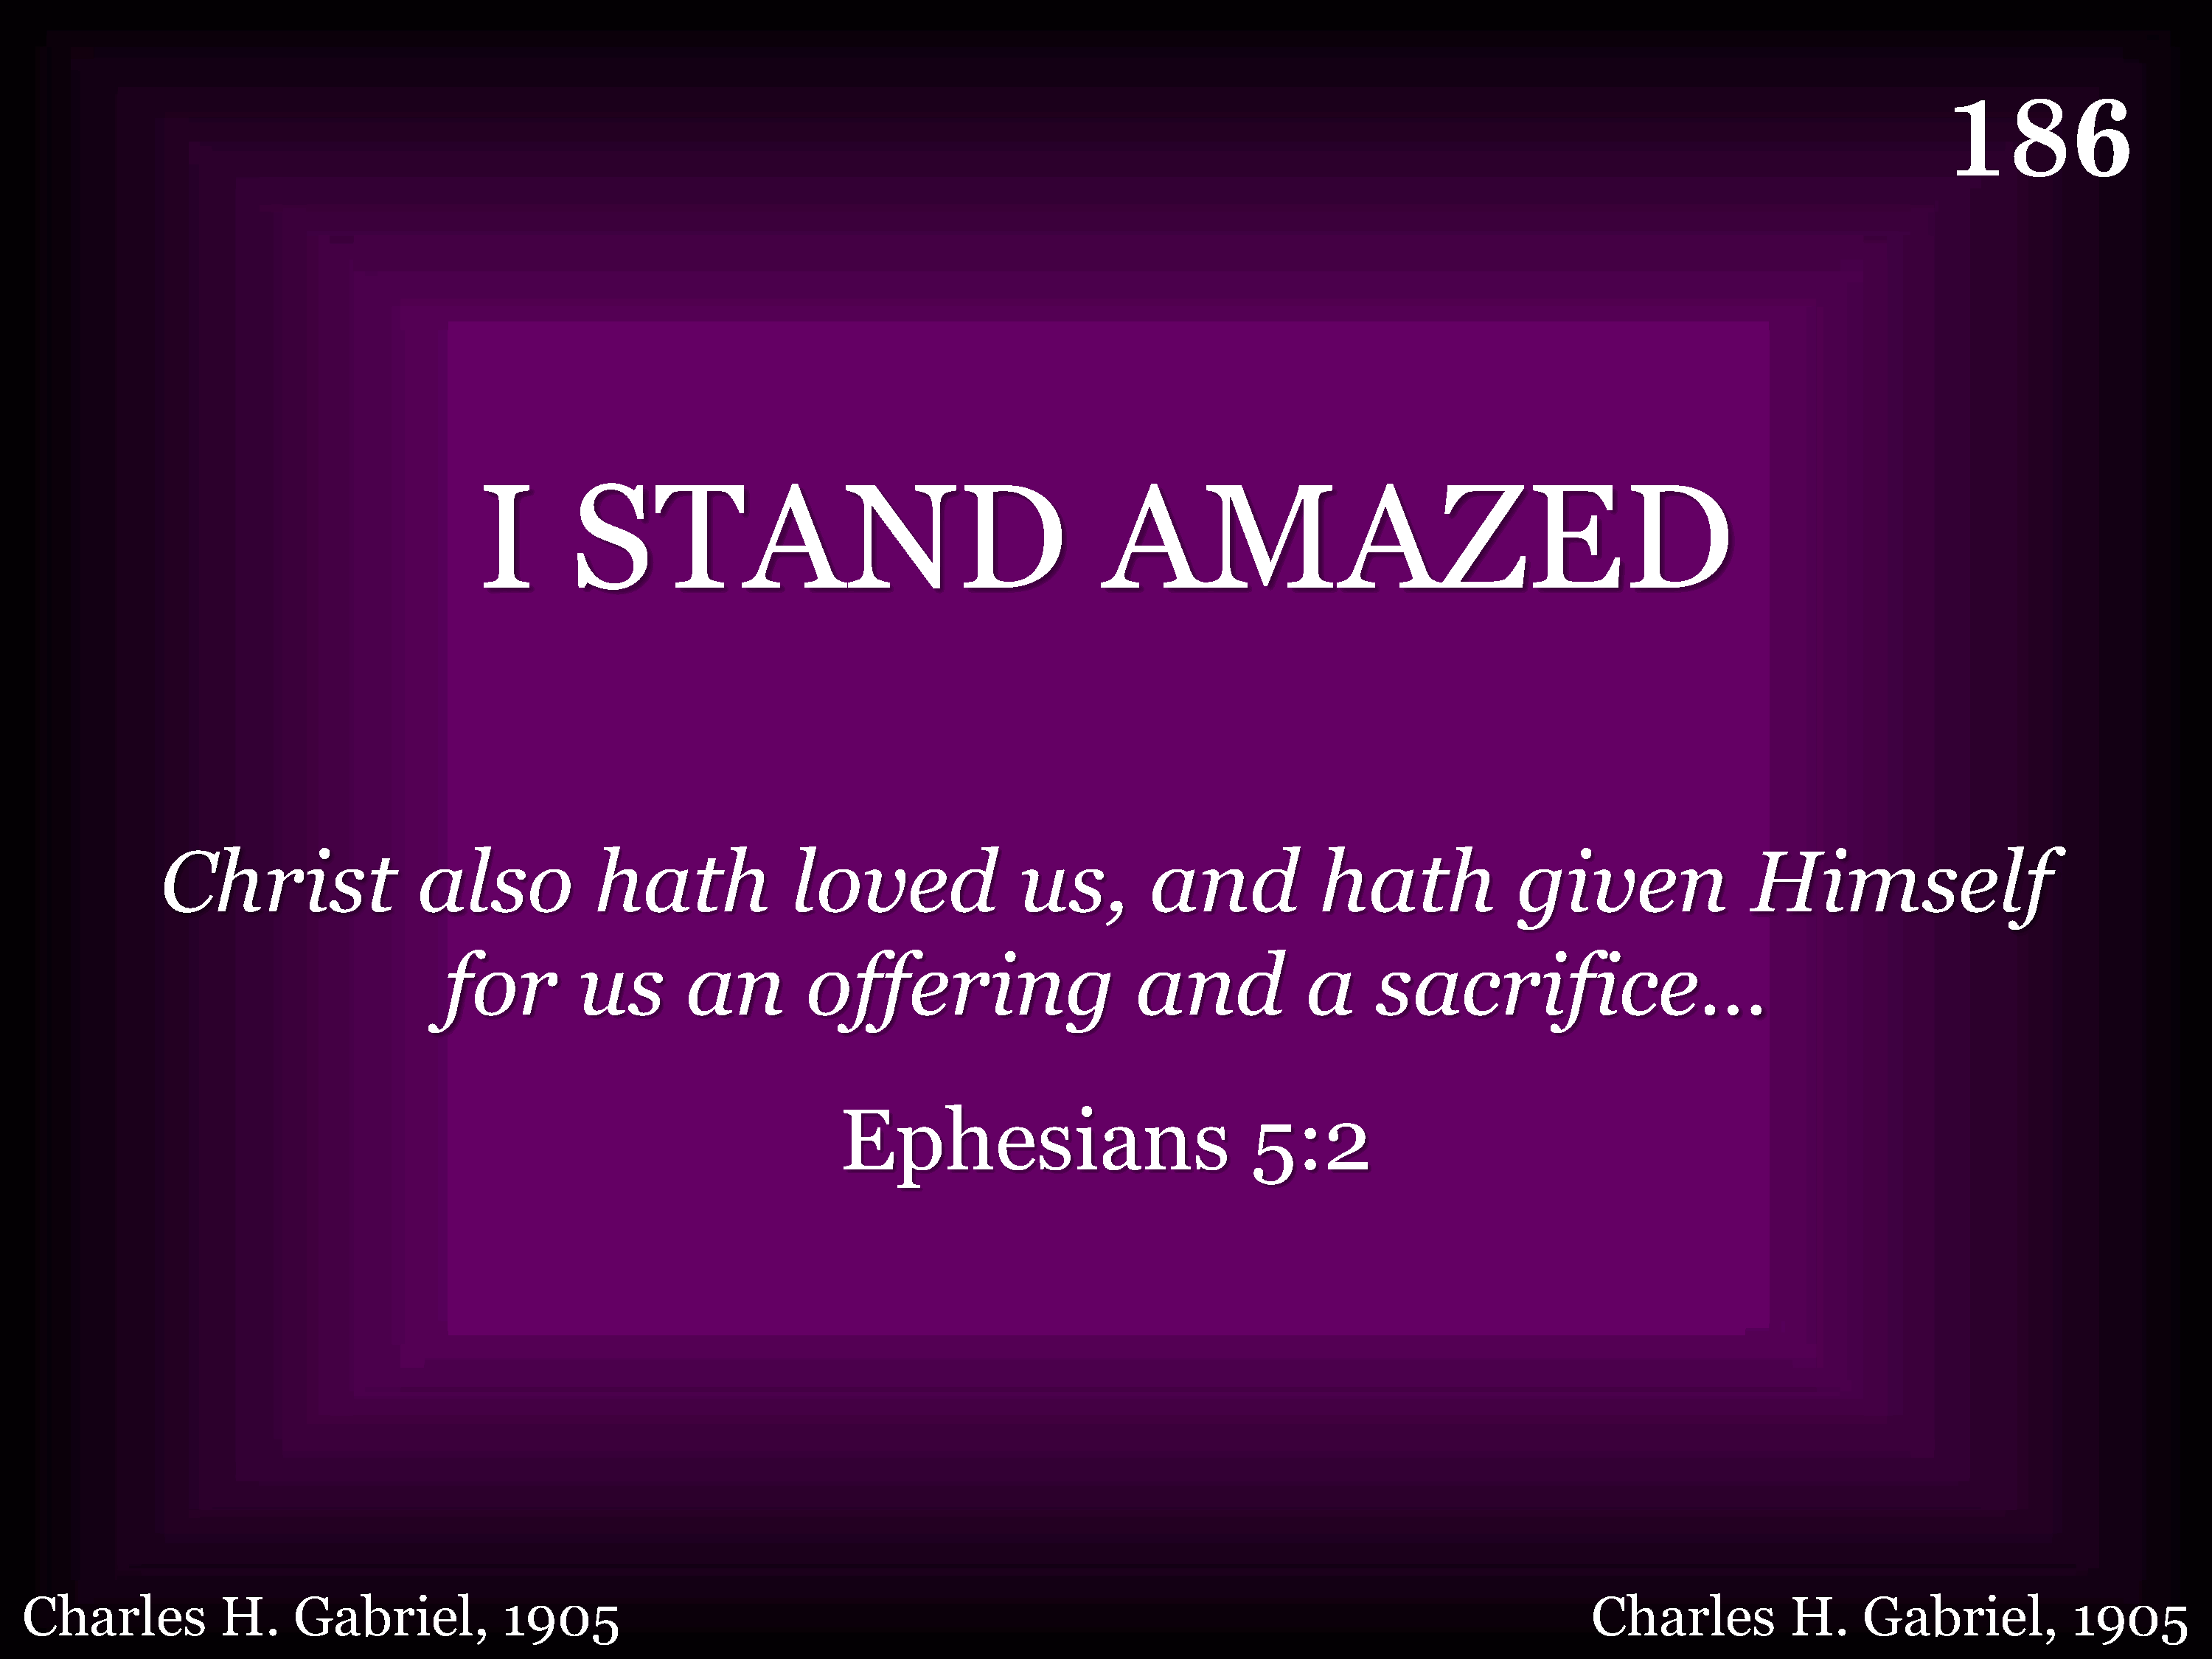 186
I STAND AMAZED
Christ also hath loved us, and hath given Himself
for us an offering and a sacrifice...
Ephesians 5:2
Charles H. Gabriel, 1905
Charles H. Gabriel, 1905